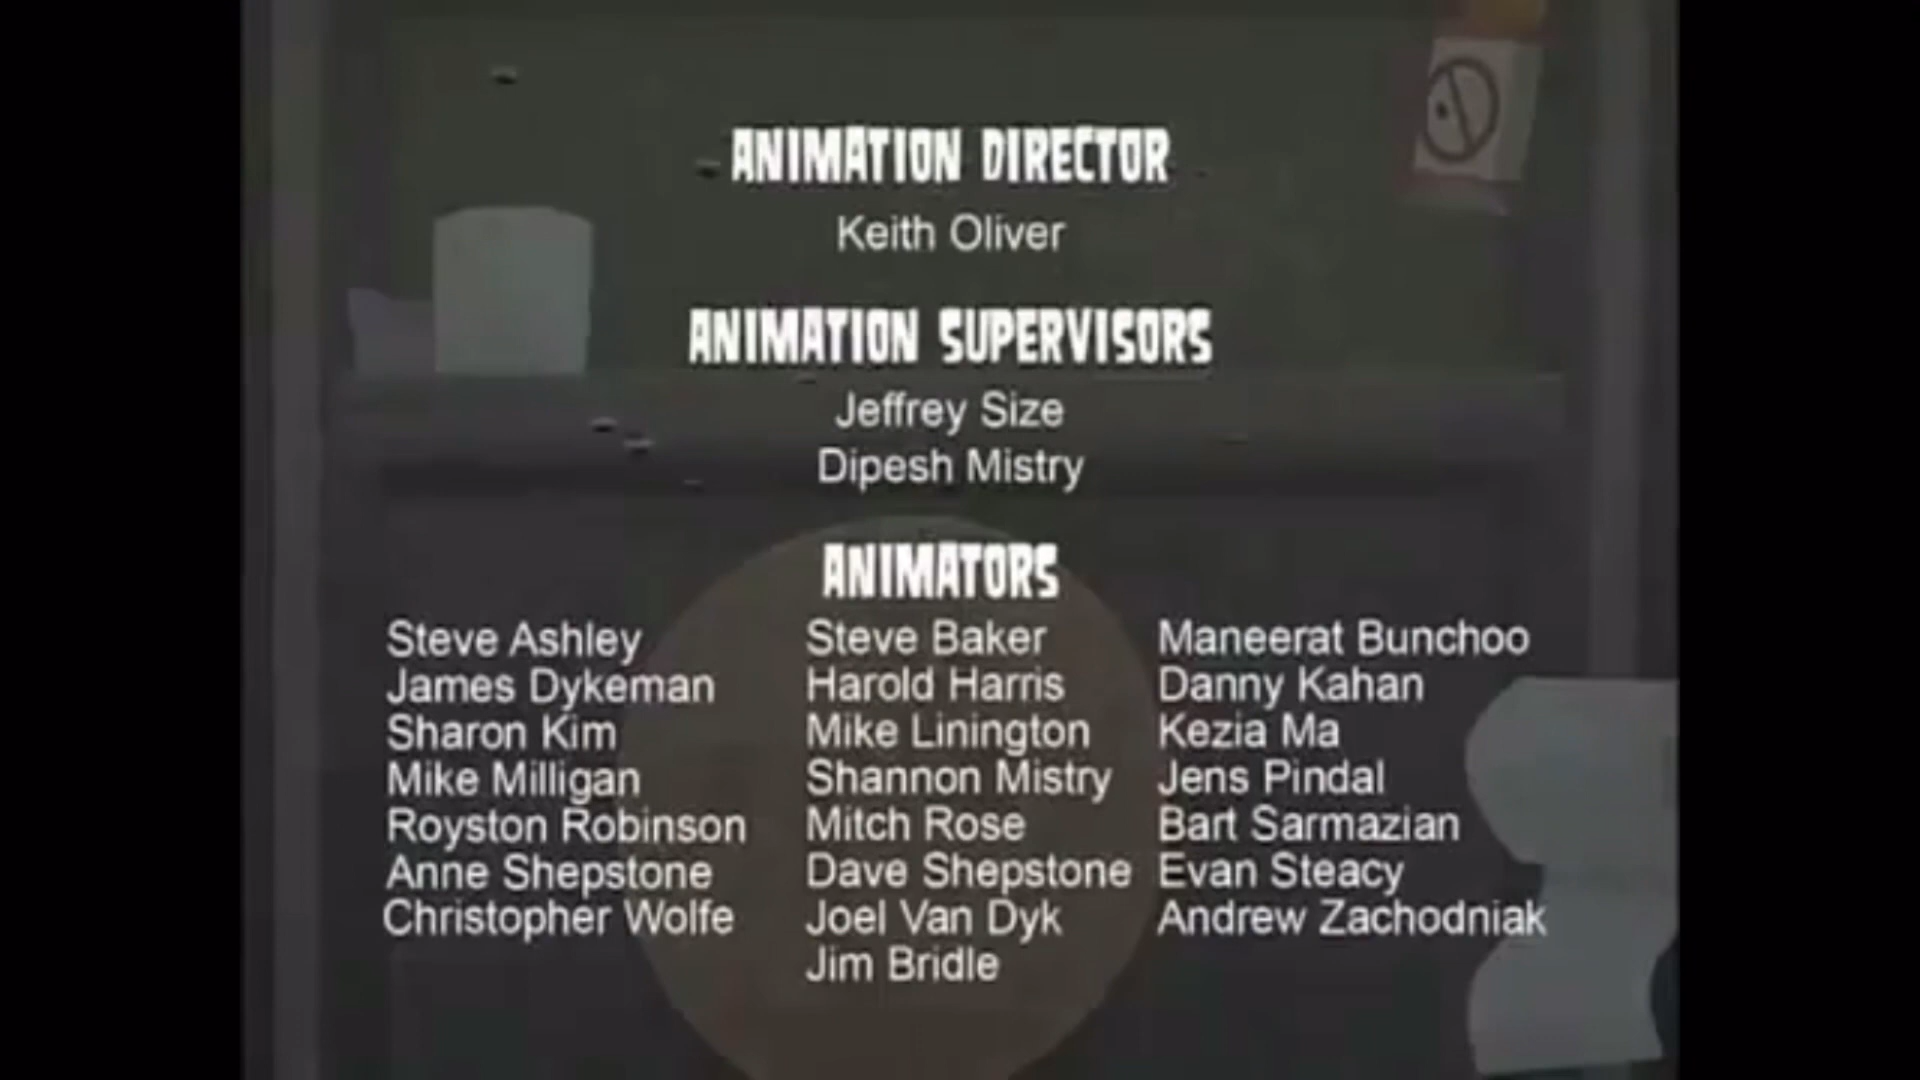 ANIMATION DIRECTOR
Keith Oliver
ANIMATION SUPERVISORS
Jeffrey Size
Dipesh Mistry
ANIMATORS
Steve Ashley Steve Baker Maneerat Bunchoo
James Dykeman Harold Harris Danny Kahan
Sharon Kim Mike Linington Kezia Ma
Mike Milligan Shannon Mistry Jens Pindal
Royston Robinson Mitch Rose Bart Sarmazian
Anne Shepstone Dave Shepstone Evan Steacy
Christopher Wolfe Joel Van Dyk Andrew Zachodniak
Jim Bridle